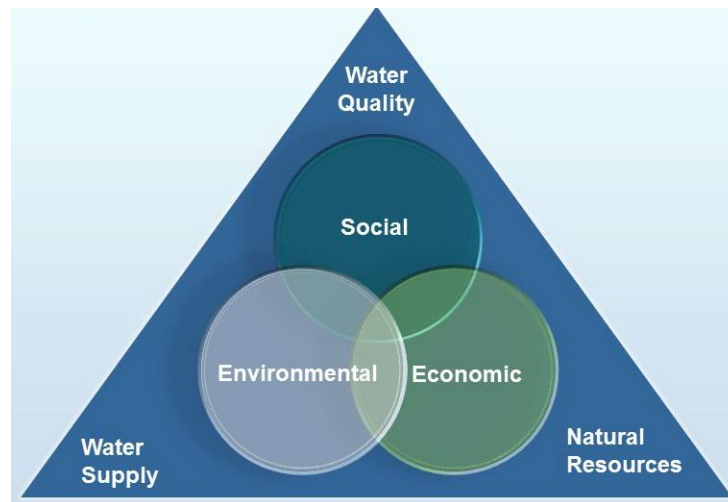 Water
Quality
Social
Environmental
Economic
Water
Supply
Natural
Resources